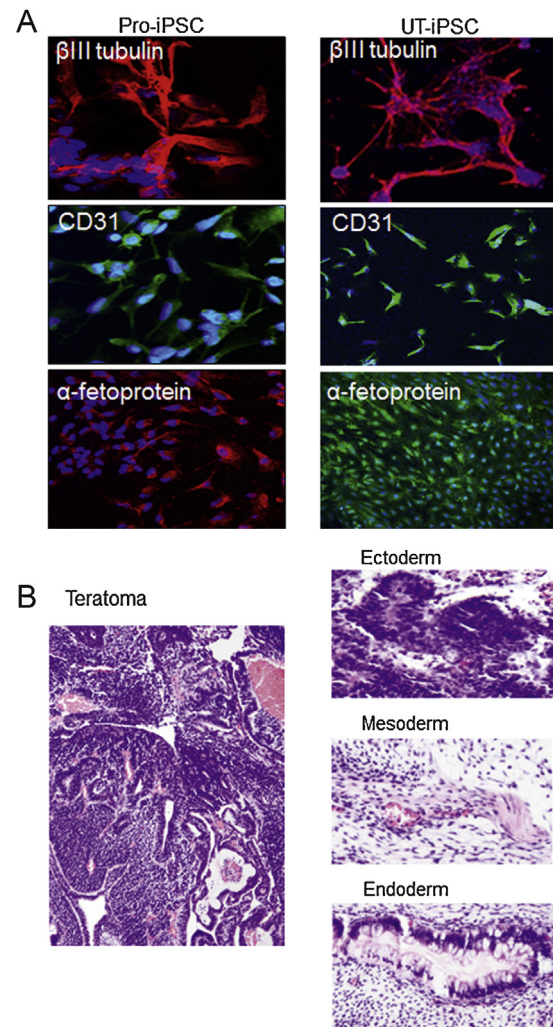 A
Pro-iPSC
UT-iPSC
βIII tubulin
βIII tubulin
CD31
CD31
α-fetoprotein
α-fetoprotein
B
Teratoma
Ectoderm
Mesoderm
Endoderm